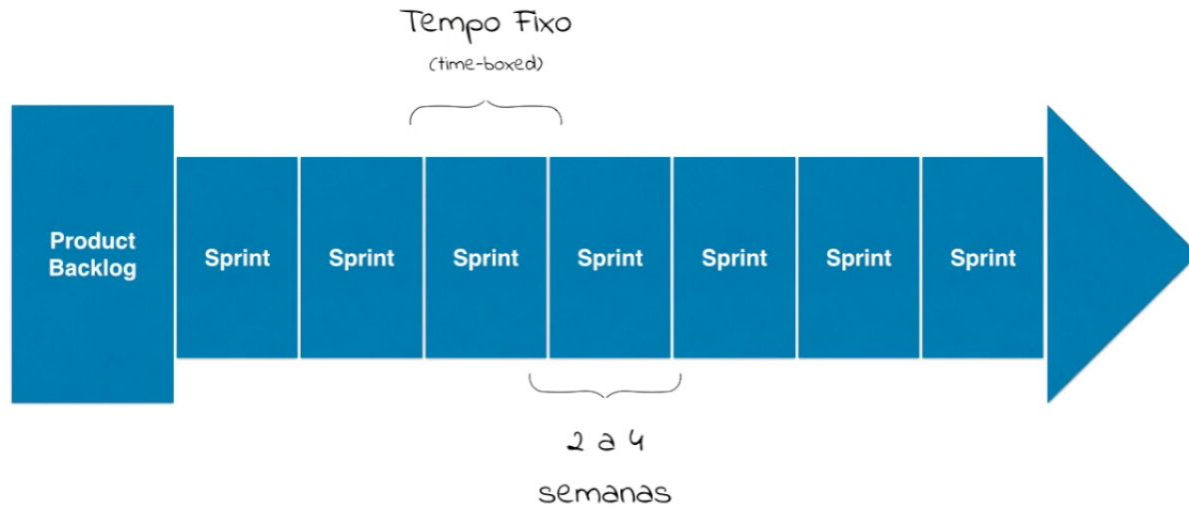 Tempo Fixo
(time-boxed)
Product
Backlog
Sprint
Sprint
Sprint
Sprint
Sprint
Sprint
Sprint
2 a 4
semanas